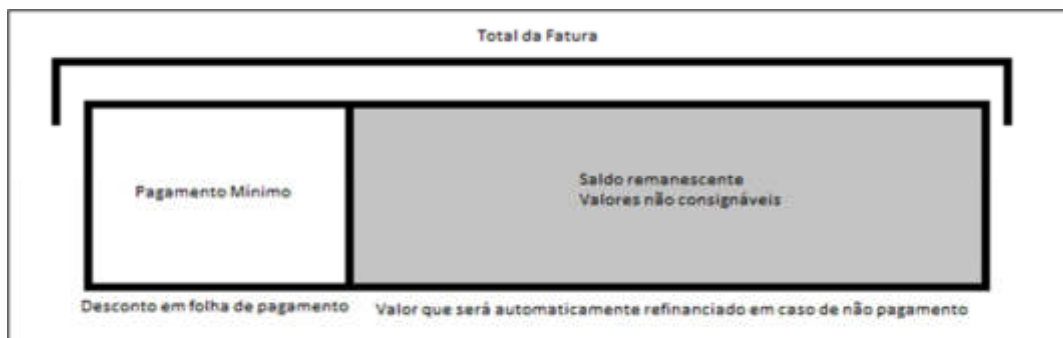 Total da Fatura
Pagamento Mínimo
Saldo remanescente
Valores não consignáveis
Desconto em folha de pagamento
Valor que será automaticamente refinanciado em caso de não pagamento